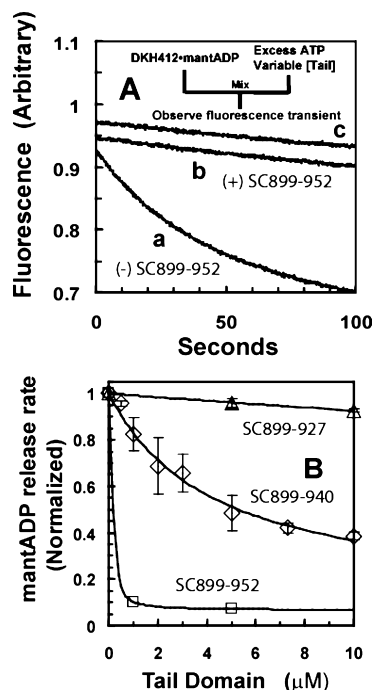 1.1
1
0.9
0.8
0.7
Fluorescence (Arbitrary)
A
DKH412•mantADP
Excess ATP
Variable [Tail]
Mix
Observe fluorescence transient
c
b
(+) SC899-952
a
(-) SC899-952
0
50
100
Seconds
1
0.8
0.6
0.4
0.2
0
mantADP release rate
(Normalized)
B
SC899-927
SC899-940
SC899-952
0
2
4
6
8
10
Tail Domain (μM)